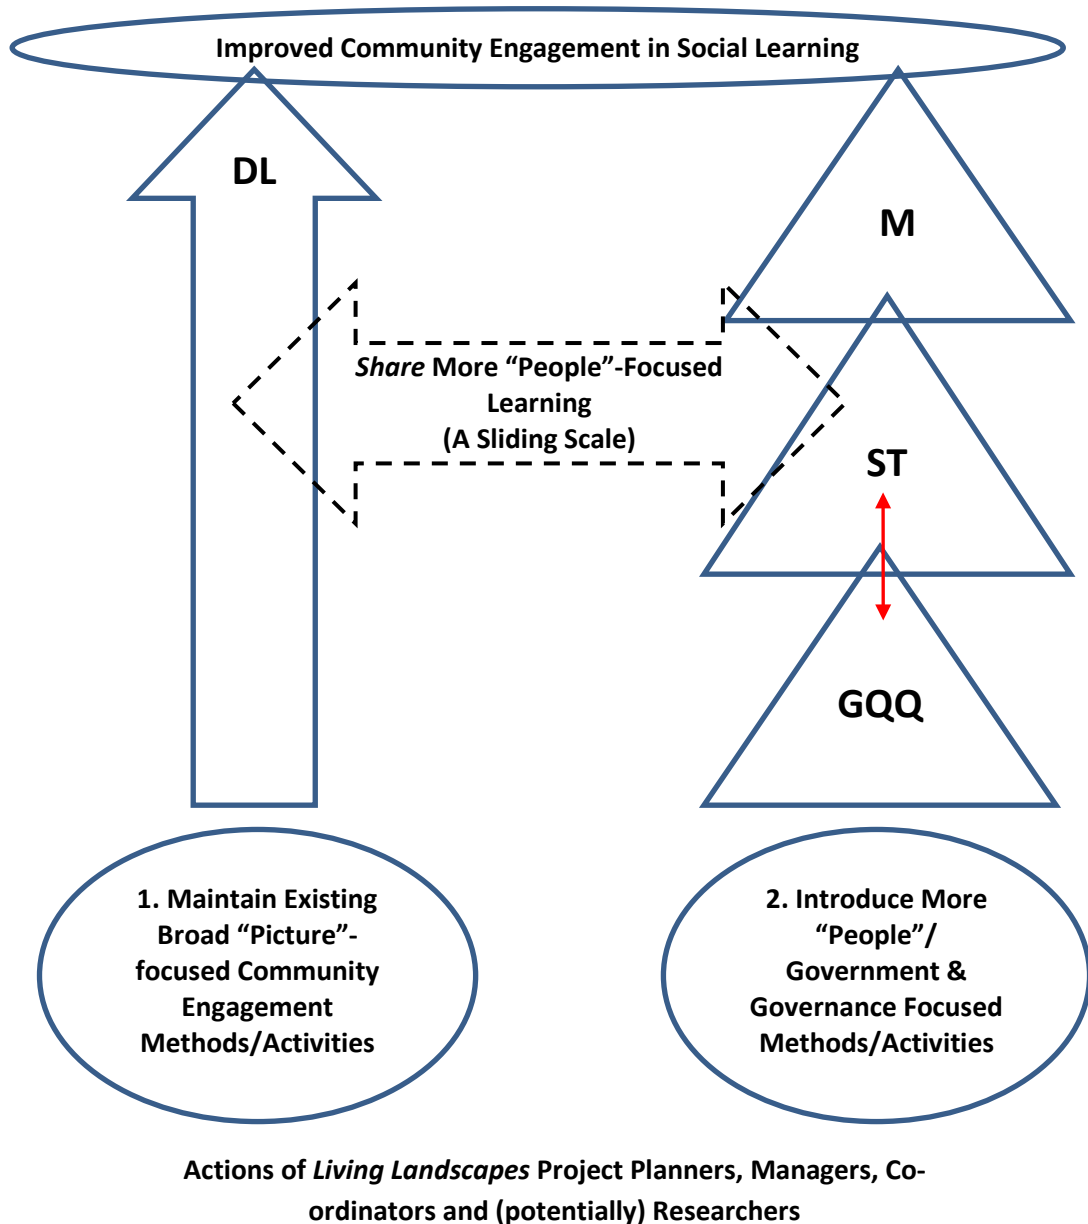 Improved Community Engagement in Social Learning
DL
M
Share More “People”-Focused
Learning
(A Sliding Scale)
ST
GQQ
1. Maintain Existing
Broad “Picture”-
focused Community
Engagement
Methods/Activities
2. Introduce More
“People”/
Government &
Governance Focused
Methods/Activities
Actions of Living Landscapes Project Planners, Managers, Co-
ordinators and (potentially) Researchers